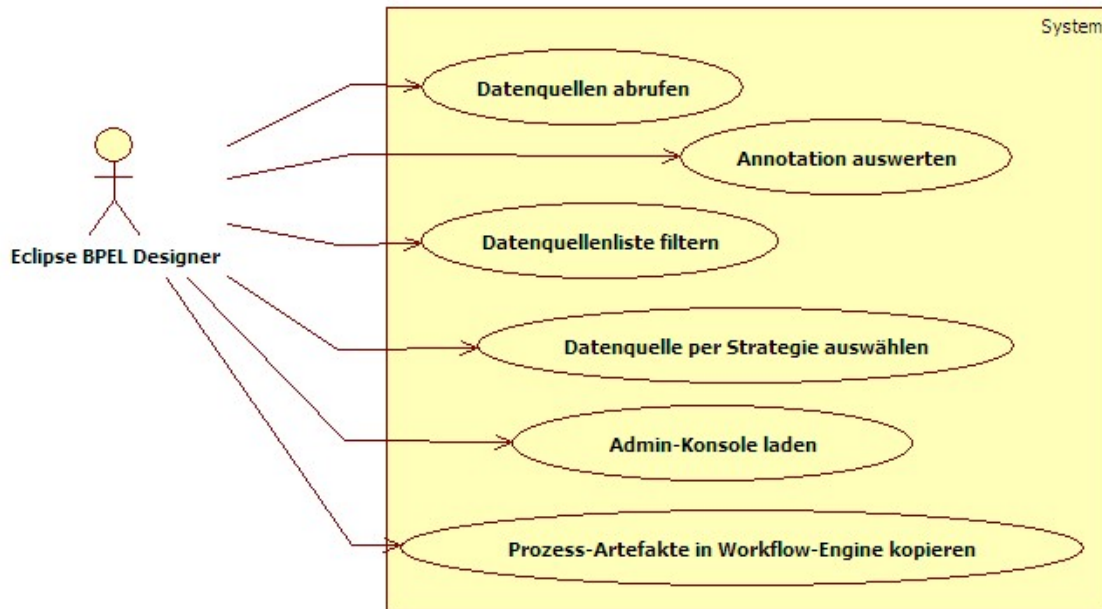 System
Datenquellen abrufen
Annotation auswerten
Datenquellenliste filtern
Eclipse BPEL Designer
Datenquelle per Strategie auswählen
Admin-Konsole laden
Prozess-Artefakte in Workflow-Engine kopieren